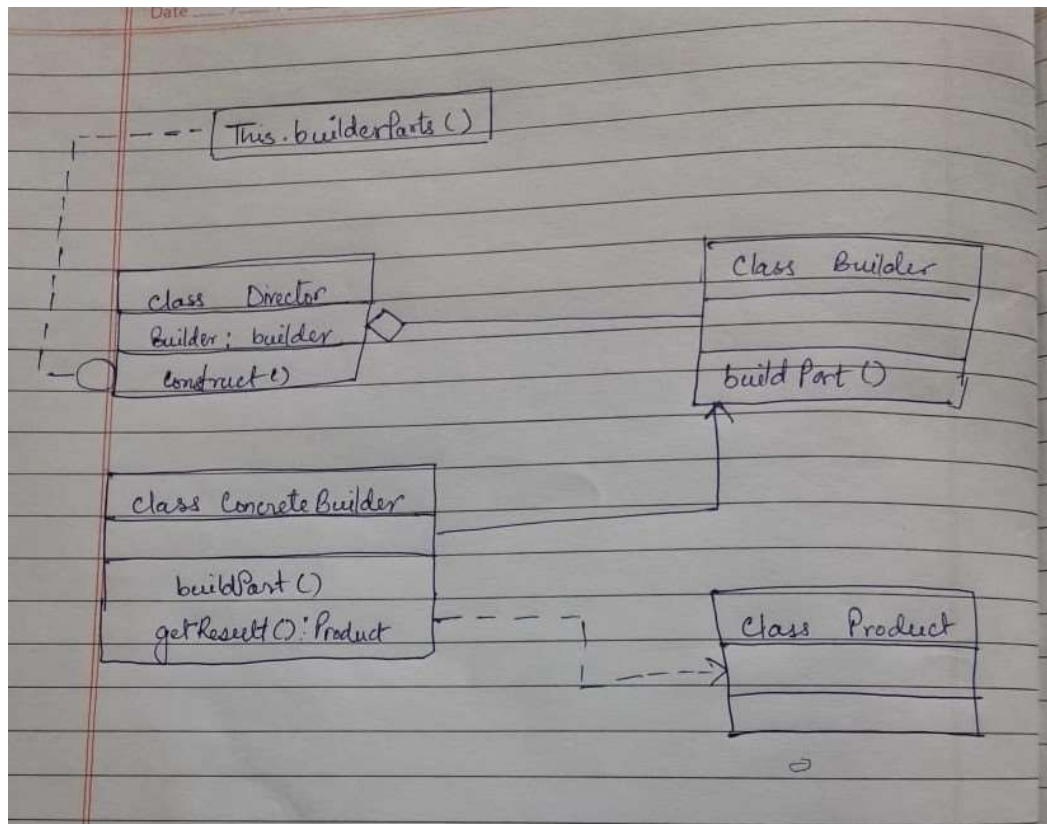 Date
This.builderParts()
class Director
Builder: builder
construct()
Class Builder
build Part()
class ConcreteBuilder
buildPart()
getResult(): Product
Class Product